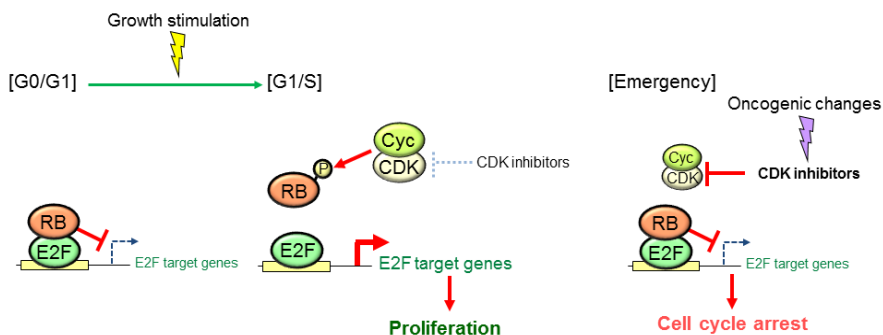 Growth stimulation
[G0/G1]
[G1/S]
[Emergency]
Oncogenic changes
P
Cyc
CDK
CDK inhibitors
RB
Cyc
CDK
CDK inhibitors
RB
E2F
E2F target genes
E2F
E2F target genes
RB
E2F
E2F target genes
Proliferation
Cell cycle arrest